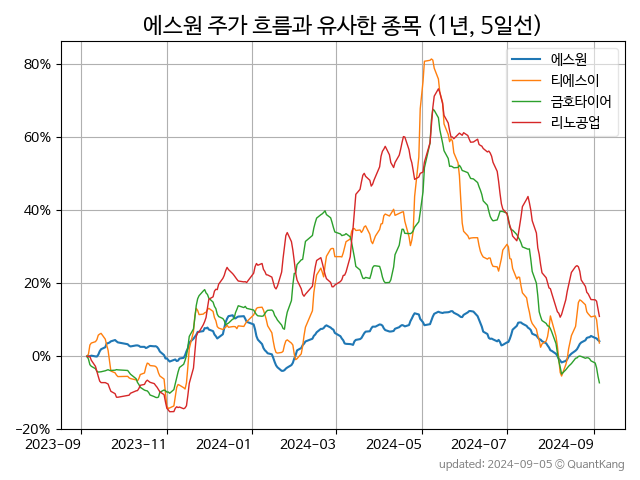 에스원 주가 흐름과 유사한 종목 (1년, 5일선)
에스원
티에스이
금호타이어
리노공업
80%
60%
40%
20%
0%
−20%
2023-09 2023-11 2024-01 2024-03 2024-05 2024-07 2024-09
updated: 2024-09-05 © QuantKang